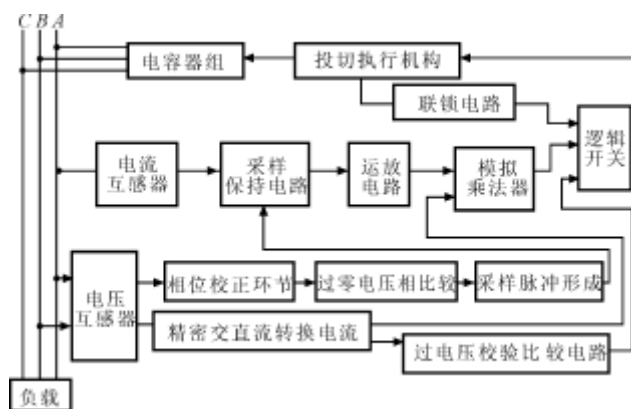 C B A
电容器组
投切执行机构
联锁电路
逻辑
开关
电流
互感器
采样
保持电路
运放
电路
模拟
乘法器
电压
互感器
相位校正环节
过零电压相比较
采样脉冲形成
精密交直流转换电流
过电压校验比较电路
负载